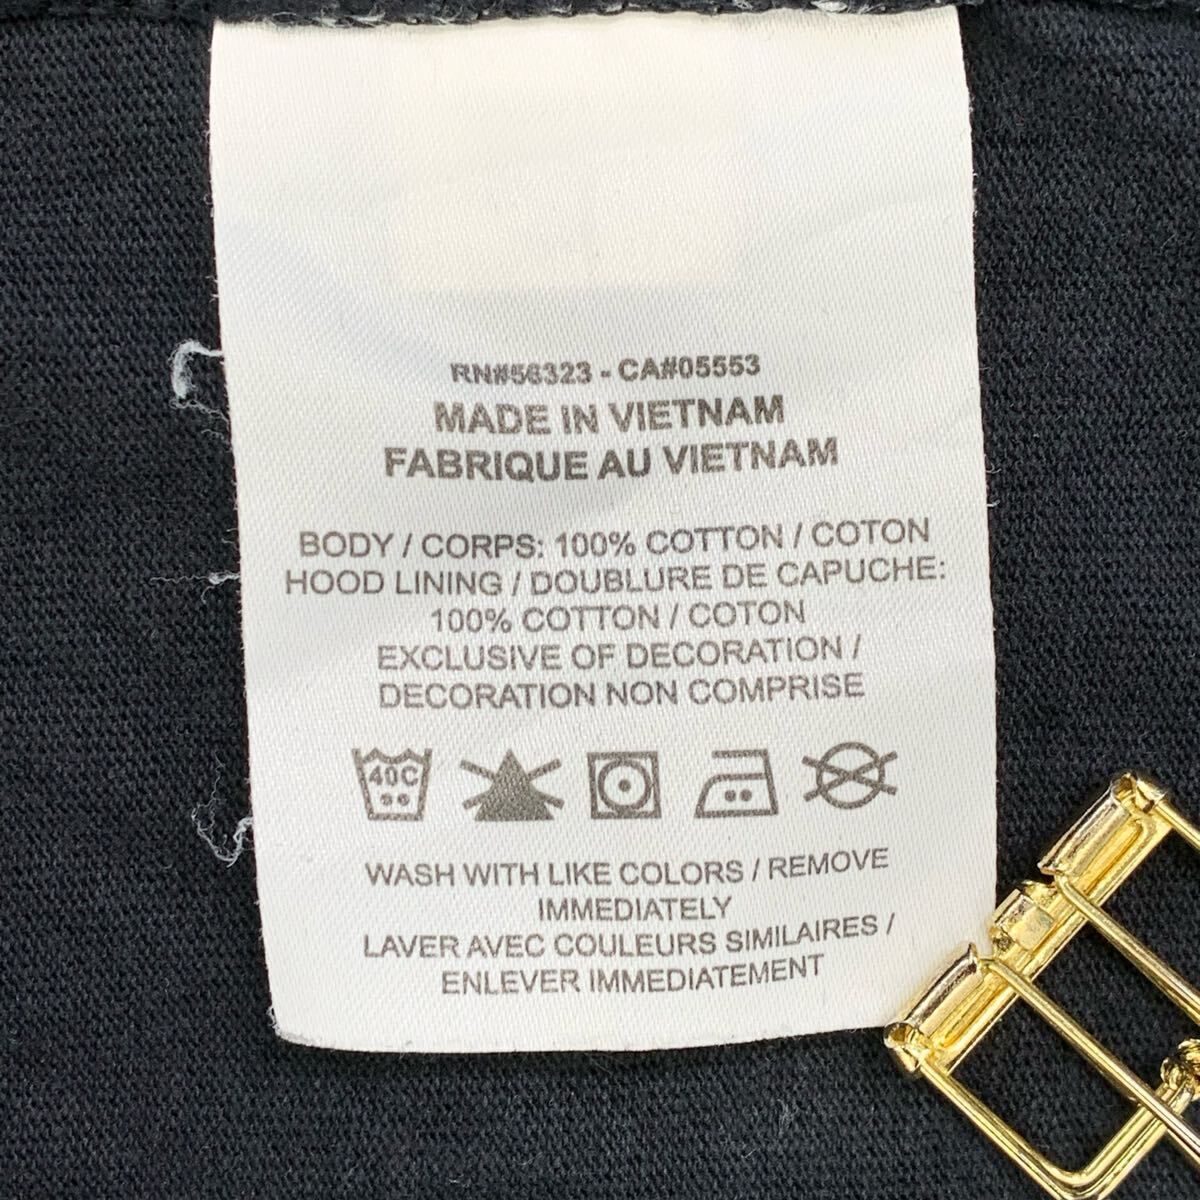 RN#56323 - CA#05553
MADE IN VIETNAM
FABRIQUE AU VIETNAM
BODY / CORPS: 100% COTTON / COTON
HOOD LINING / DOUBLURE DE CAPUCHE:
100% COTTON / COTON
EXCLUSIVE OF DECORATION /
DECORATION NON COMPRISE
40C
WASH WITH LIKE COLORS / REMOVE
IMMEDIATELY
LAVER AVEC COULEURS SIMILAIRES /
ENLEVER IMMEDIATEMENT